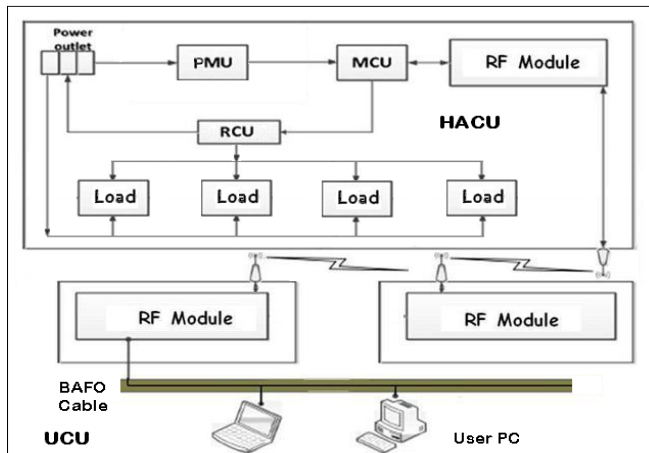 Power
outlet
PMU
MCU
RF Module
HACU
RCU
Load
Load
Load
Load
RF Module
RF Module
BAFO
Cable
UCU
User PC